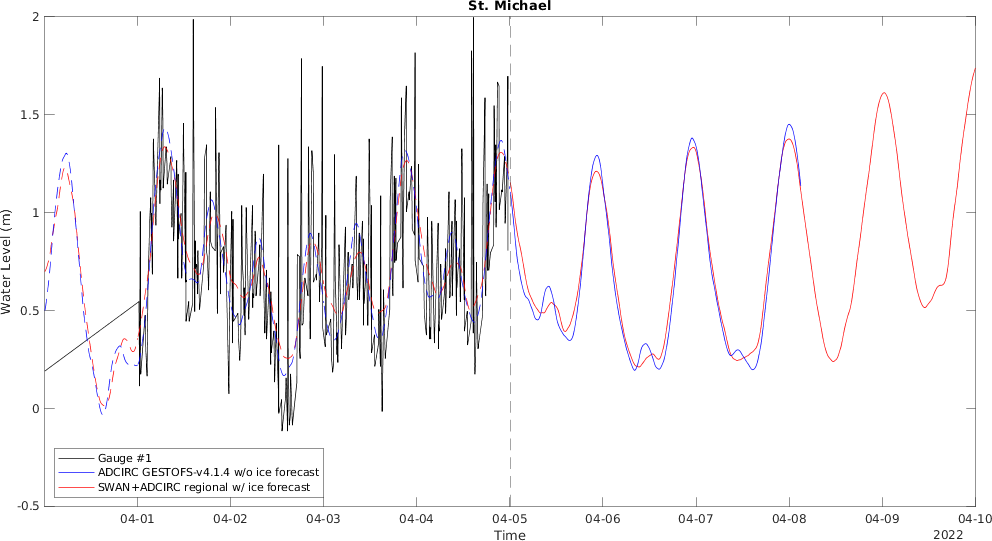 St. Michael
Water Level (m)
2
1.5
1
0.5
0
-0.5
Gauge #1
ADCIRC GESTOFS-v4.1.4 w/o ice forecast
SWAN+ADCIRC regional w/ ice forecast
04-01 04-02 04-03 04-04 04-05 04-06 04-07 04-08 04-09 04-10
Time
2022